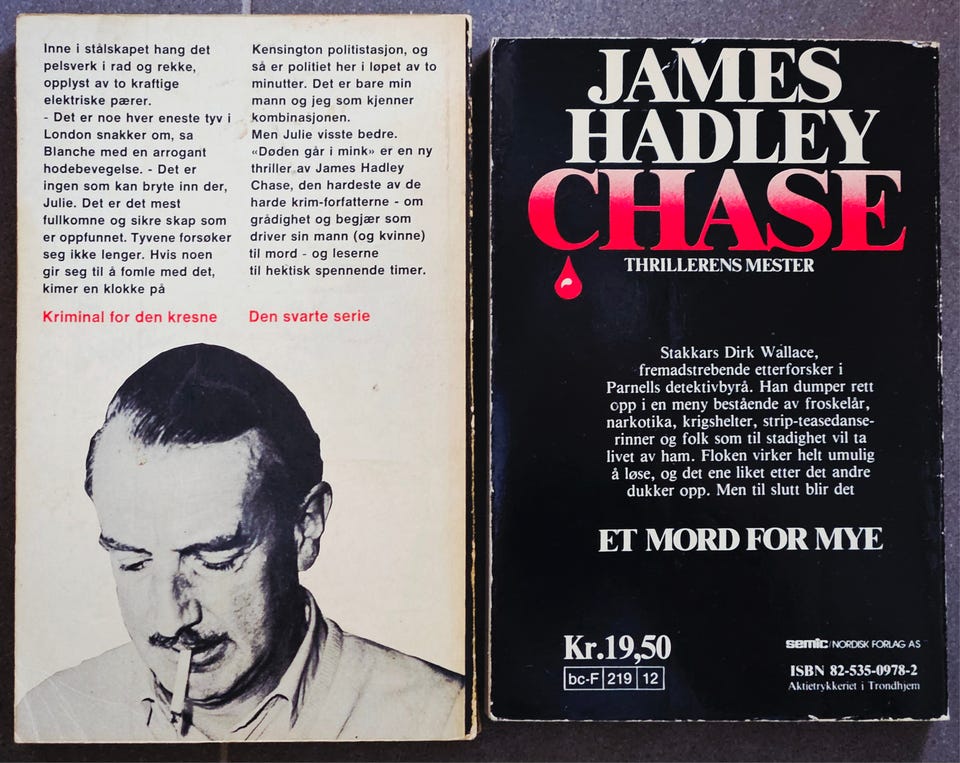 Inne i stålskapet hang det
pelsverk i rad og rekke,
opplyst av to kraftige
elektriske pærer.
- Det er noe hver eneste tyv i
London snakker om, sa
Blanche med en arrogant
hodebevegelse. - Det er
ingen som kan bryte inn der,
Julie. Det er det mest
fullkomne og sikre skap som
er oppfunnet. Tyvene forsøker
seg ikke lenger. Hvis noen
gir seg til å fomle med det,
kimer en klokke på
Kensington politistasjon, og
så er politiet her i løpet av to
minutter. Det er bare min
mann og jeg som kjenner
kombinasjonen.
Men Julie visste bedre.
«Døden går i mink» er en ny
thriller av James Hadley
Chase, den hardeste av de
harde krim-forfatterne - om
grådighet og begjær som
driver sin mann (og kvinne)
til mord - og leserne
til hektisk spennende timer.
Kriminal for den kresne
Den svarte serie
JAMES
HADLEY
CHASE
THRILLERENS MESTER
Stakkars Dirk Wallace,
fremadstrebende etterforsker i
Parnells detektivbyrå. Han dumper rett
opp i en meny bestående av froskelår,
narkotika, krigshelter, strip-teasedanse-
rinner og folk som til stadighet vil ta
livet av ham. Floken virker helt umulig
å løse, og det ene liket etter det andre
dukker opp. Men til slutt blir det
ET MORD FOR MYE
Kr.19,50
bc-F 219 12
semic/NORDISK FORLAG AS
ISBN 82-535-0978-2
Aktietrykkeriet i Trondhjem